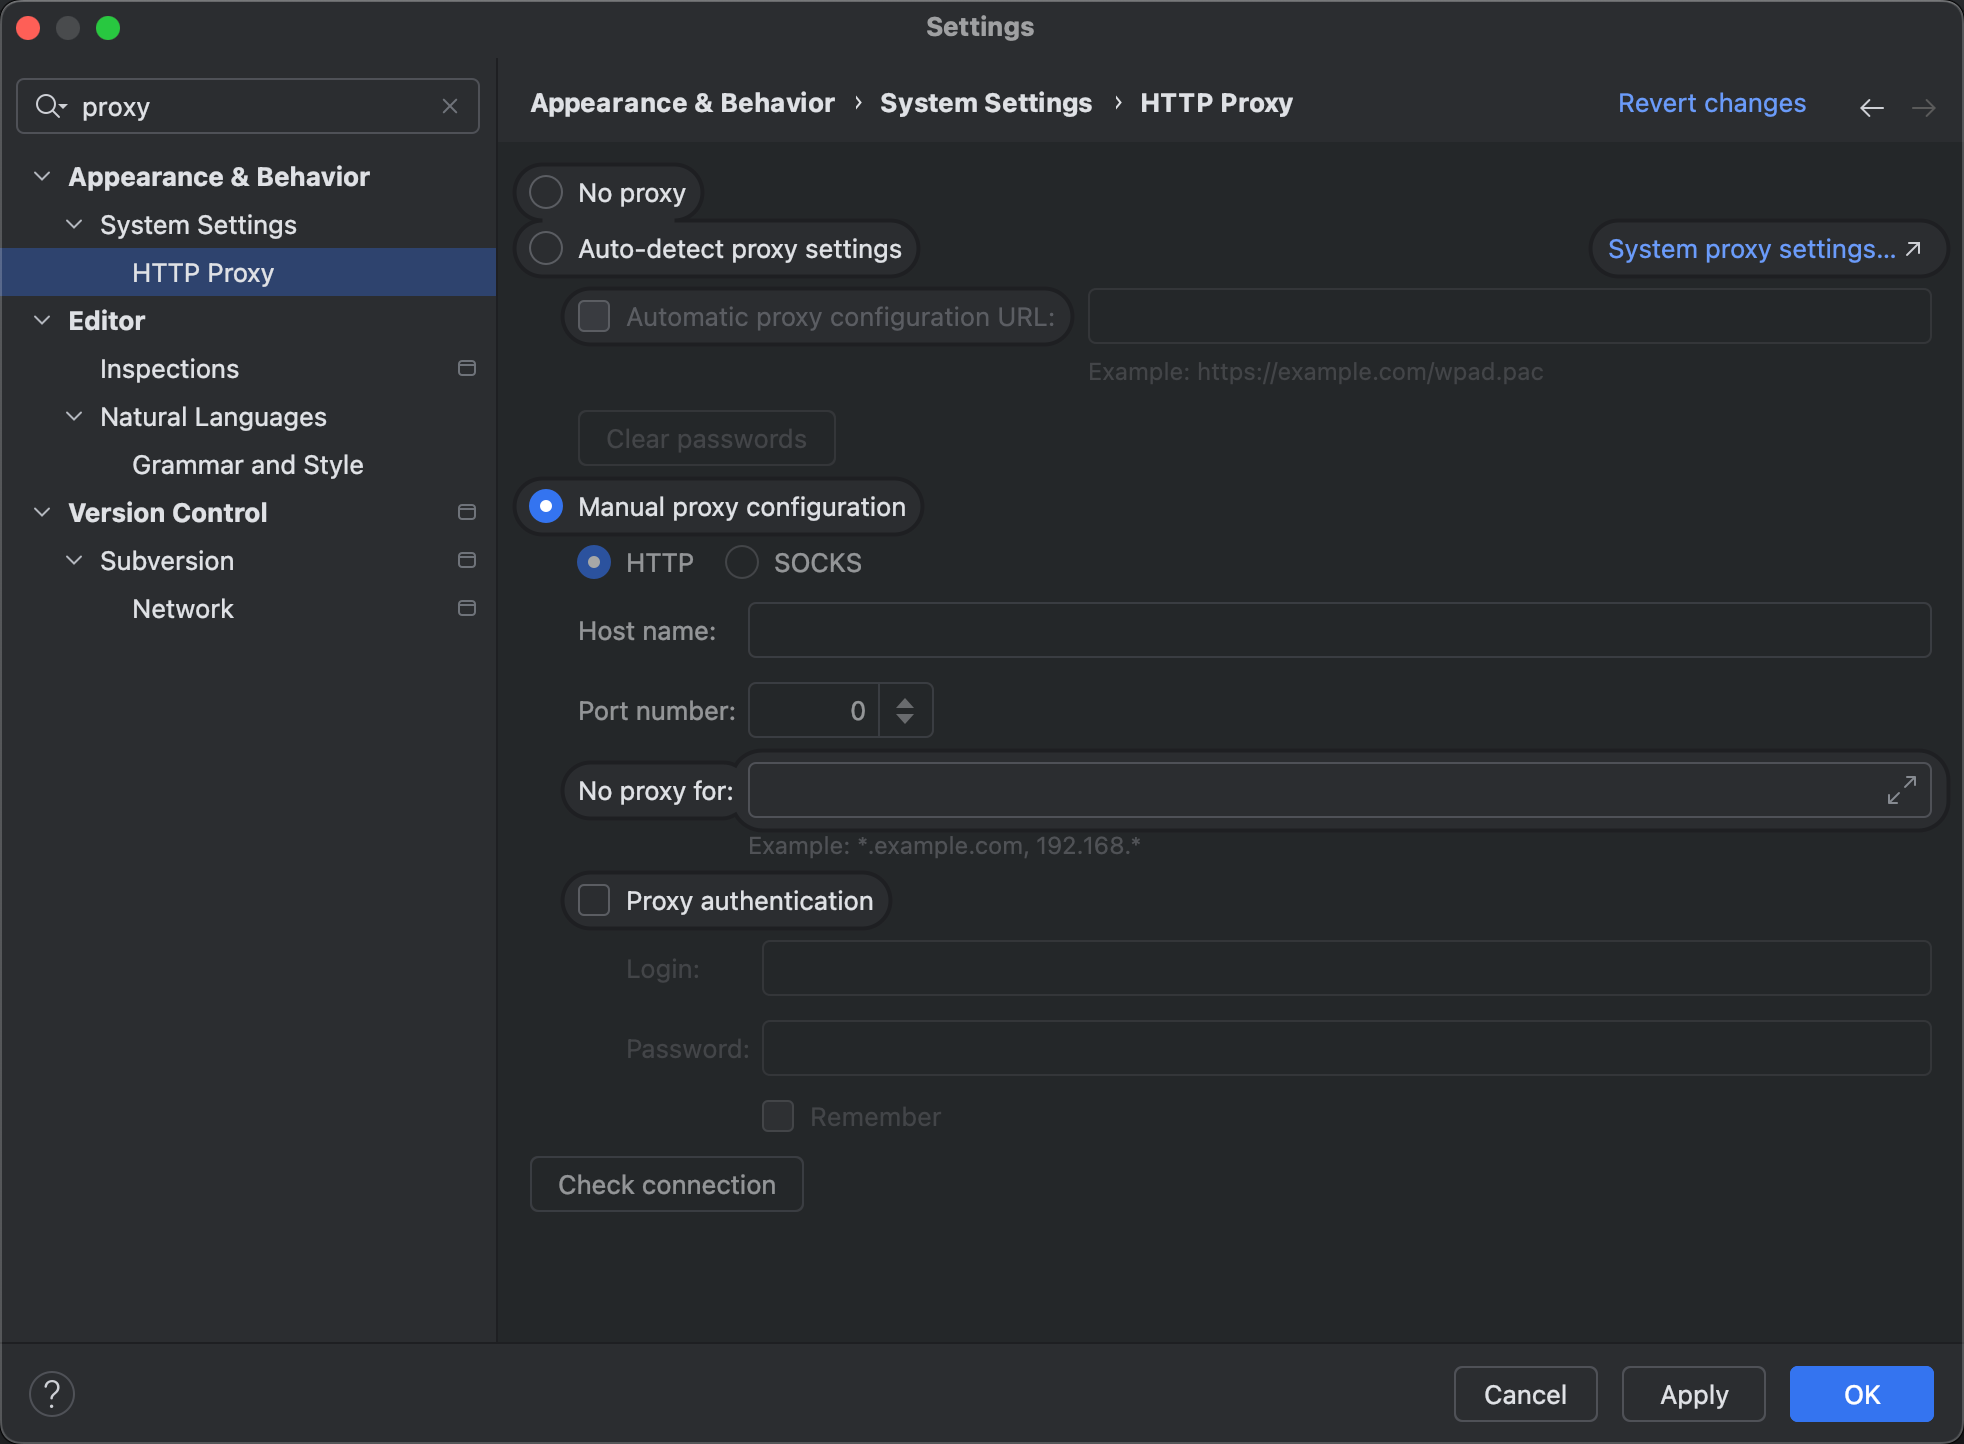 Settings
proxy
Appearance & Behavior
System Settings
HTTP Proxy
Editor
Inspections
Natural Languages
Grammar and Style
Version Control
Subversion
Network
Appearance & Behavior › System Settings › HTTP Proxy
Revert changes
No proxy
Auto-detect proxy settings
System proxy settings...
Automatic proxy configuration URL:
Example: https://example.com/wpad.pac
Clear passwords
Manual proxy configuration
HTTP SOCKS
Host name:
Port number: 0
No proxy for:
Example: *.example.com, 192.168.*
Proxy authentication
Login:
Password:
Remember
Check connection
?
Cancel
Apply
OK